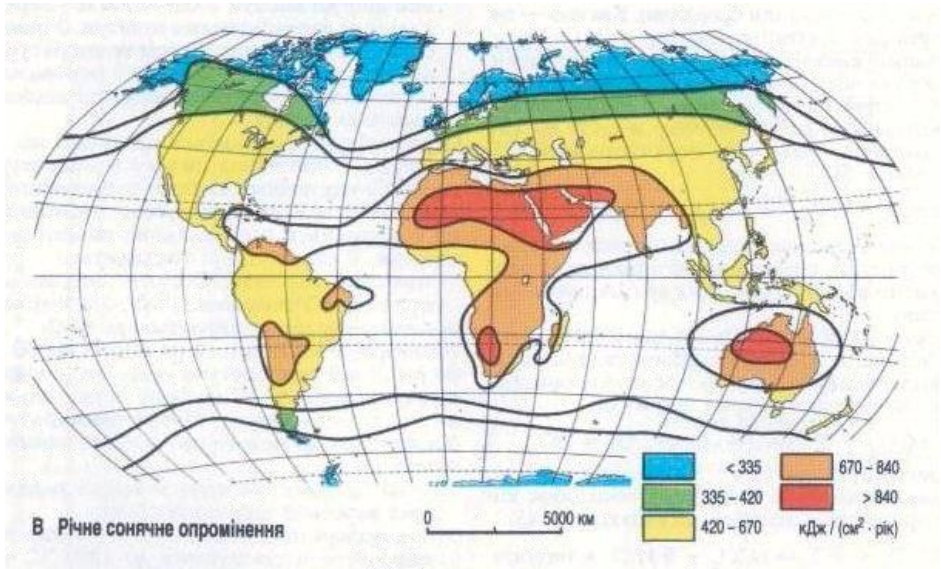 < 335
335 – 420
420 – 670
670 – 840
> 840
кДж / (см² · рік)
В Річне сонячне опромінення
0 5000 км